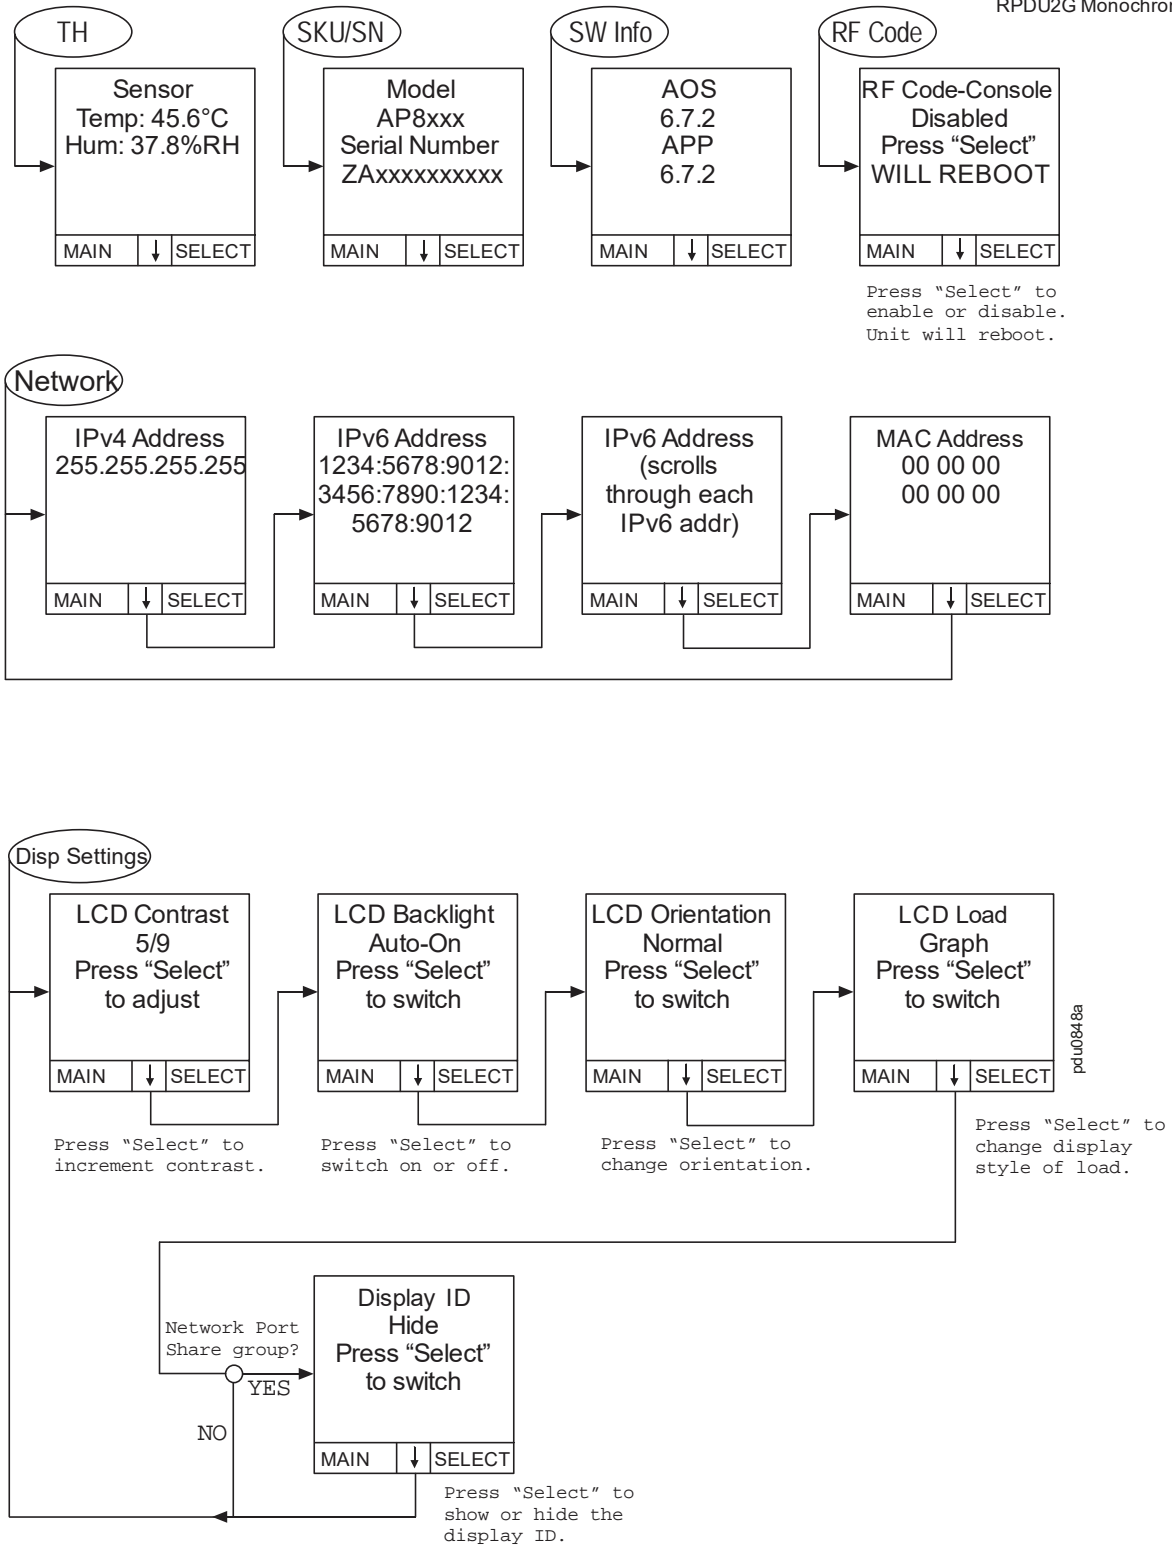 RPDU2G Monochron
TH
SKU/SN
SW Info
RF Code
Sensor
Temp: 45.6°C
Hum: 37.8%RH
MAIN ↓ SELECT
Model
AP8xxx
Serial Number
ZAxxxxxxxxxx
MAIN ↓ SELECT
AOS
6.7.2
APP
6.7.2
MAIN ↓ SELECT
RF Code-Console
Disabled
Press “Select”
WILL REBOOT
MAIN ↓ SELECT
Press “Select” to
enable or disable.
Unit will reboot.
Network
IPv4 Address
255.255.255.255
MAIN ↓ SELECT
IPv6 Address
1234:5678:9012:
3456:7890:1234:
5678:9012
MAIN ↓ SELECT
IPv6 Address
(scrolls
through each
IPv6 addr)
MAIN ↓ SELECT
MAC Address
00 00 00
00 00 00
MAIN ↓ SELECT
Disp Settings
LCD Contrast
5/9
Press “Select”
to adjust
MAIN ↓ SELECT
Press “Select” to
increment contrast.
LCD Backlight
Auto-On
Press “Select”
to switch
MAIN ↓ SELECT
Press “Select” to
switch on or off.
LCD Orientation
Normal
Press “Select”
to switch
MAIN ↓ SELECT
Press “Select” to
change orientation.
LCD Load
Graph
Press “Select”
to switch
MAIN ↓ SELECT
Press “Select” to
change display
style of load.
pdu0848a
Network Port
Share group?
YES
NO
Display ID
Hide
Press “Select”
to switch
MAIN ↓ SELECT
Press “Select” to
show or hide the
display ID.